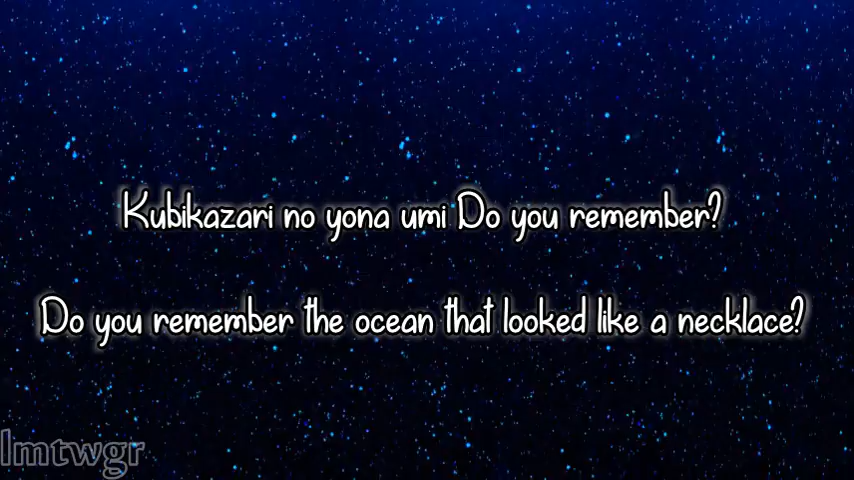 Kubikazari no yona umi Do you remember?
Do you remember the ocean that looked like a necklace?
lmtwgr